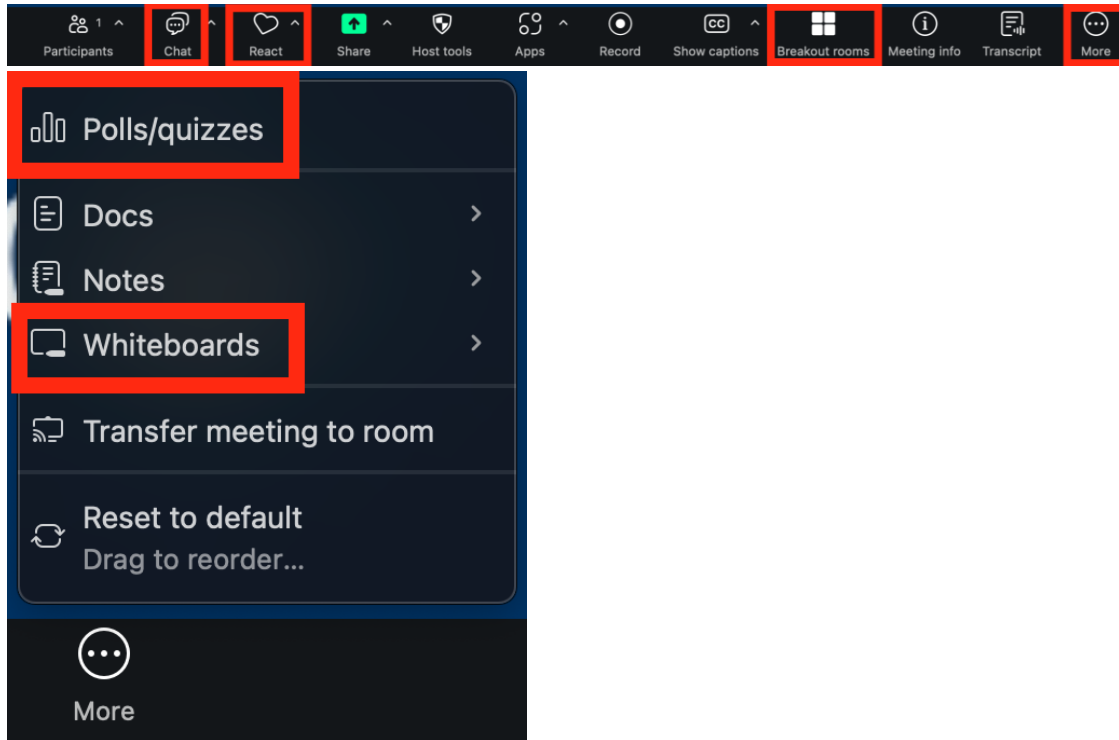 1
Participants Chat React Share Host tools Apps Record CC Show captions Breakout rooms Meeting info Transcript More
Polls/quizzes
Docs
Notes
Whiteboards
Transfer meeting to room
Reset to default
Drag to reorder...
More